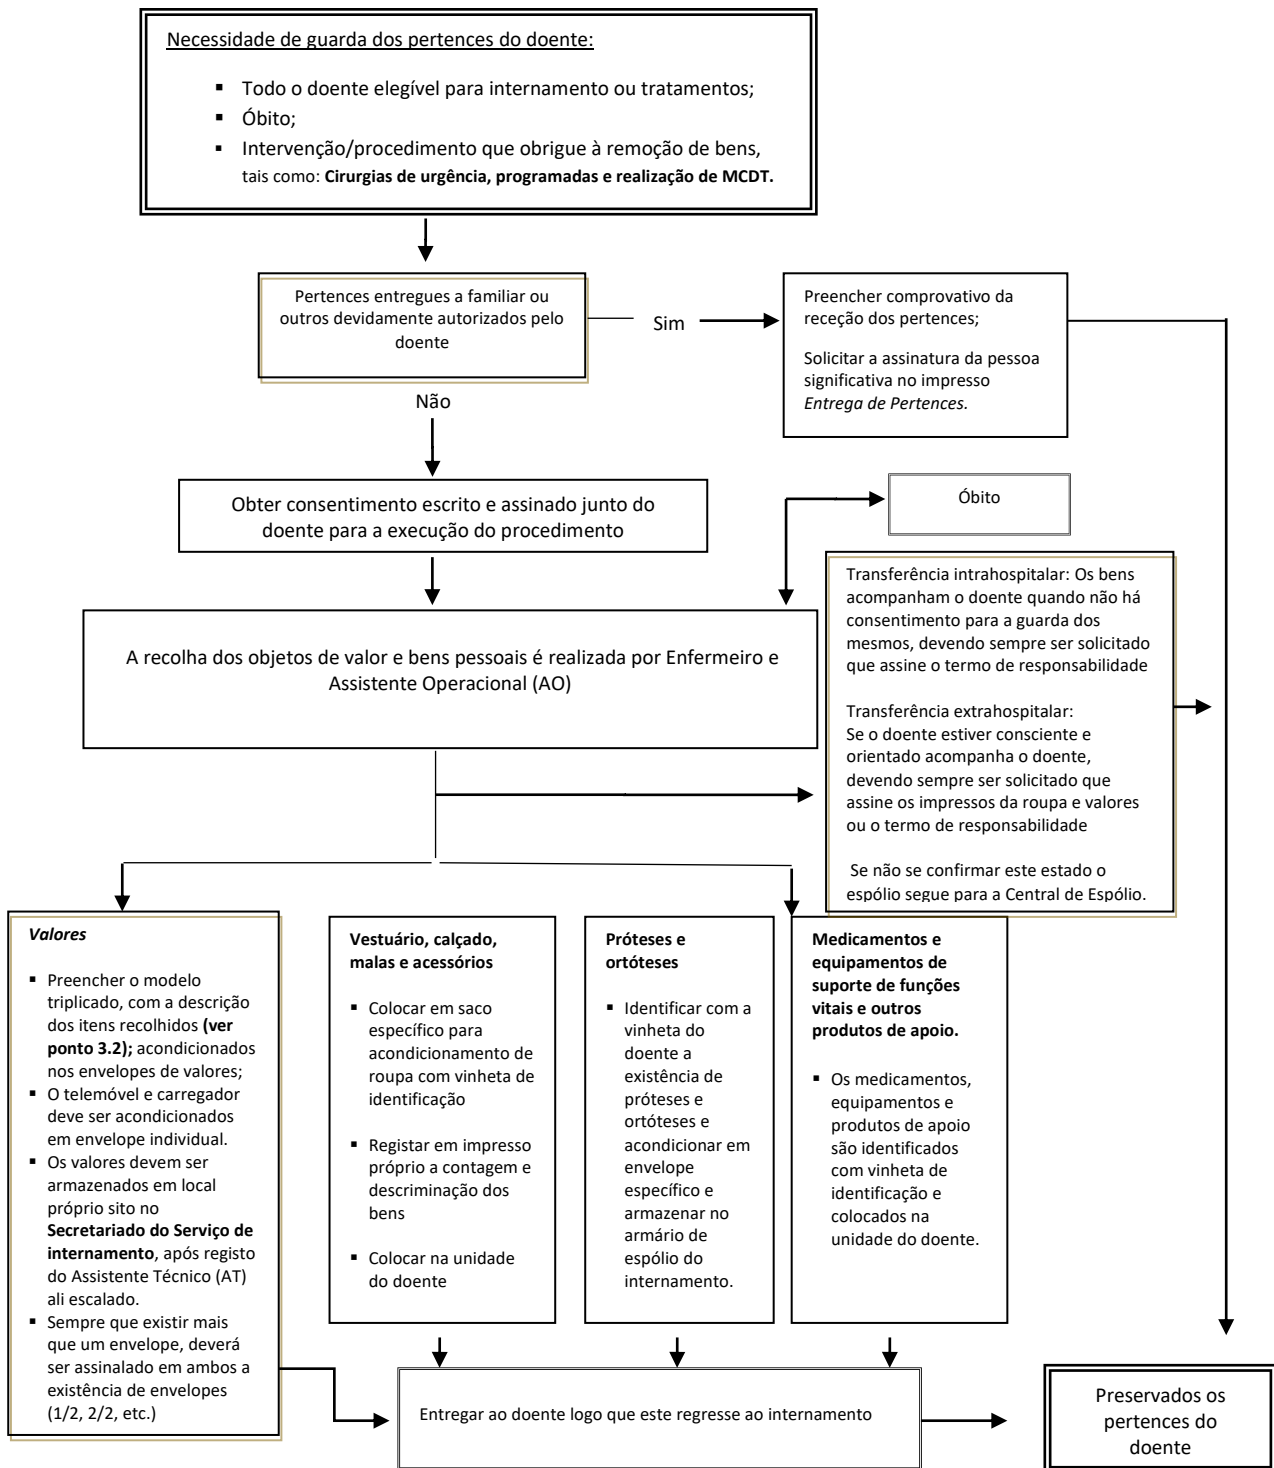 Necessidade de guarda dos pertences do doente:
▪ Todo o doente elegível para internamento ou tratamentos;
▪ Óbito;
▪ Intervenção/procedimento que obrigue à remoção de bens,
tais como: Cirurgias de urgência, programadas e realização de MCDT.
Pertences entregues a familiar ou
outros devidamente autorizados pelo
doente
Sim
Preencher comprovativo da
receção dos pertences;
Solicitar a assinatura da pessoa
significativa no impresso
Entrega de Pertences.
Não
Obter consentimento escrito e assinado junto do
doente para a execução do procedimento
Óbito
A recolha dos objetos de valor e bens pessoais é realizada por Enfermeiro e
Assistente Operacional (AO)
Transferência intrahospitalar: Os bens
acompanham o doente quando não há
consentimento para a guarda dos
mesmos, devendo sempre ser solicitado
que assine o termo de responsabilidade
Transferência extrahospitalar:
Se o doente estiver consciente e
orientado acompanha o doente,
devendo sempre ser solicitado que
assine os impressos da roupa e valores
ou o termo de responsabilidade
Se não se confirmar este estado o
espólio segue para a Central de Espólio.
Valores
▪ Preencher o modelo
triplicado, com a descrição
dos itens recolhidos (ver
ponto 3.2); acondicionados
nos envelopes de valores;
▪ O telemóvel e carregador
deve ser acondicionados
em envelope individual.
▪ Os valores devem ser
armazenados em local
próprio sito no
Secretariado do Serviço de
internamento, após registo
do Assistente Técnico (AT)
ali escalado.
▪ Sempre que existir mais
que um envelope, deverá
ser assinalado em ambos a
existência de envelopes
(1/2, 2/2, etc.)
Vestuário, calçado,
malas e acessórios
▪ Colocar em saco
específico para
acondicionamento de
roupa com vinheta de
identificação
▪ Registar em impresso
próprio a contagem e
descriminação dos
bens
▪ Colocar na unidade
do doente
Próteses e
ortóteses
▪ Identificar com a
vinheta do
doente a
existência de
próteses e
ortóteses e
acondicionar em
envelope
específico e
armazenar no
armário de
espólio do
internamento.
Medicamentos e
equipamentos de
suporte de funções
vitais e outros
produtos de apoio.
▪ Os medicamentos,
equipamentos e
produtos de apoio
são identificados
com vinheta de
identificação e
colocados na
unidade do doente.
Entregar ao doente logo que este regresse ao internamento
Preservados os
pertences do
doente